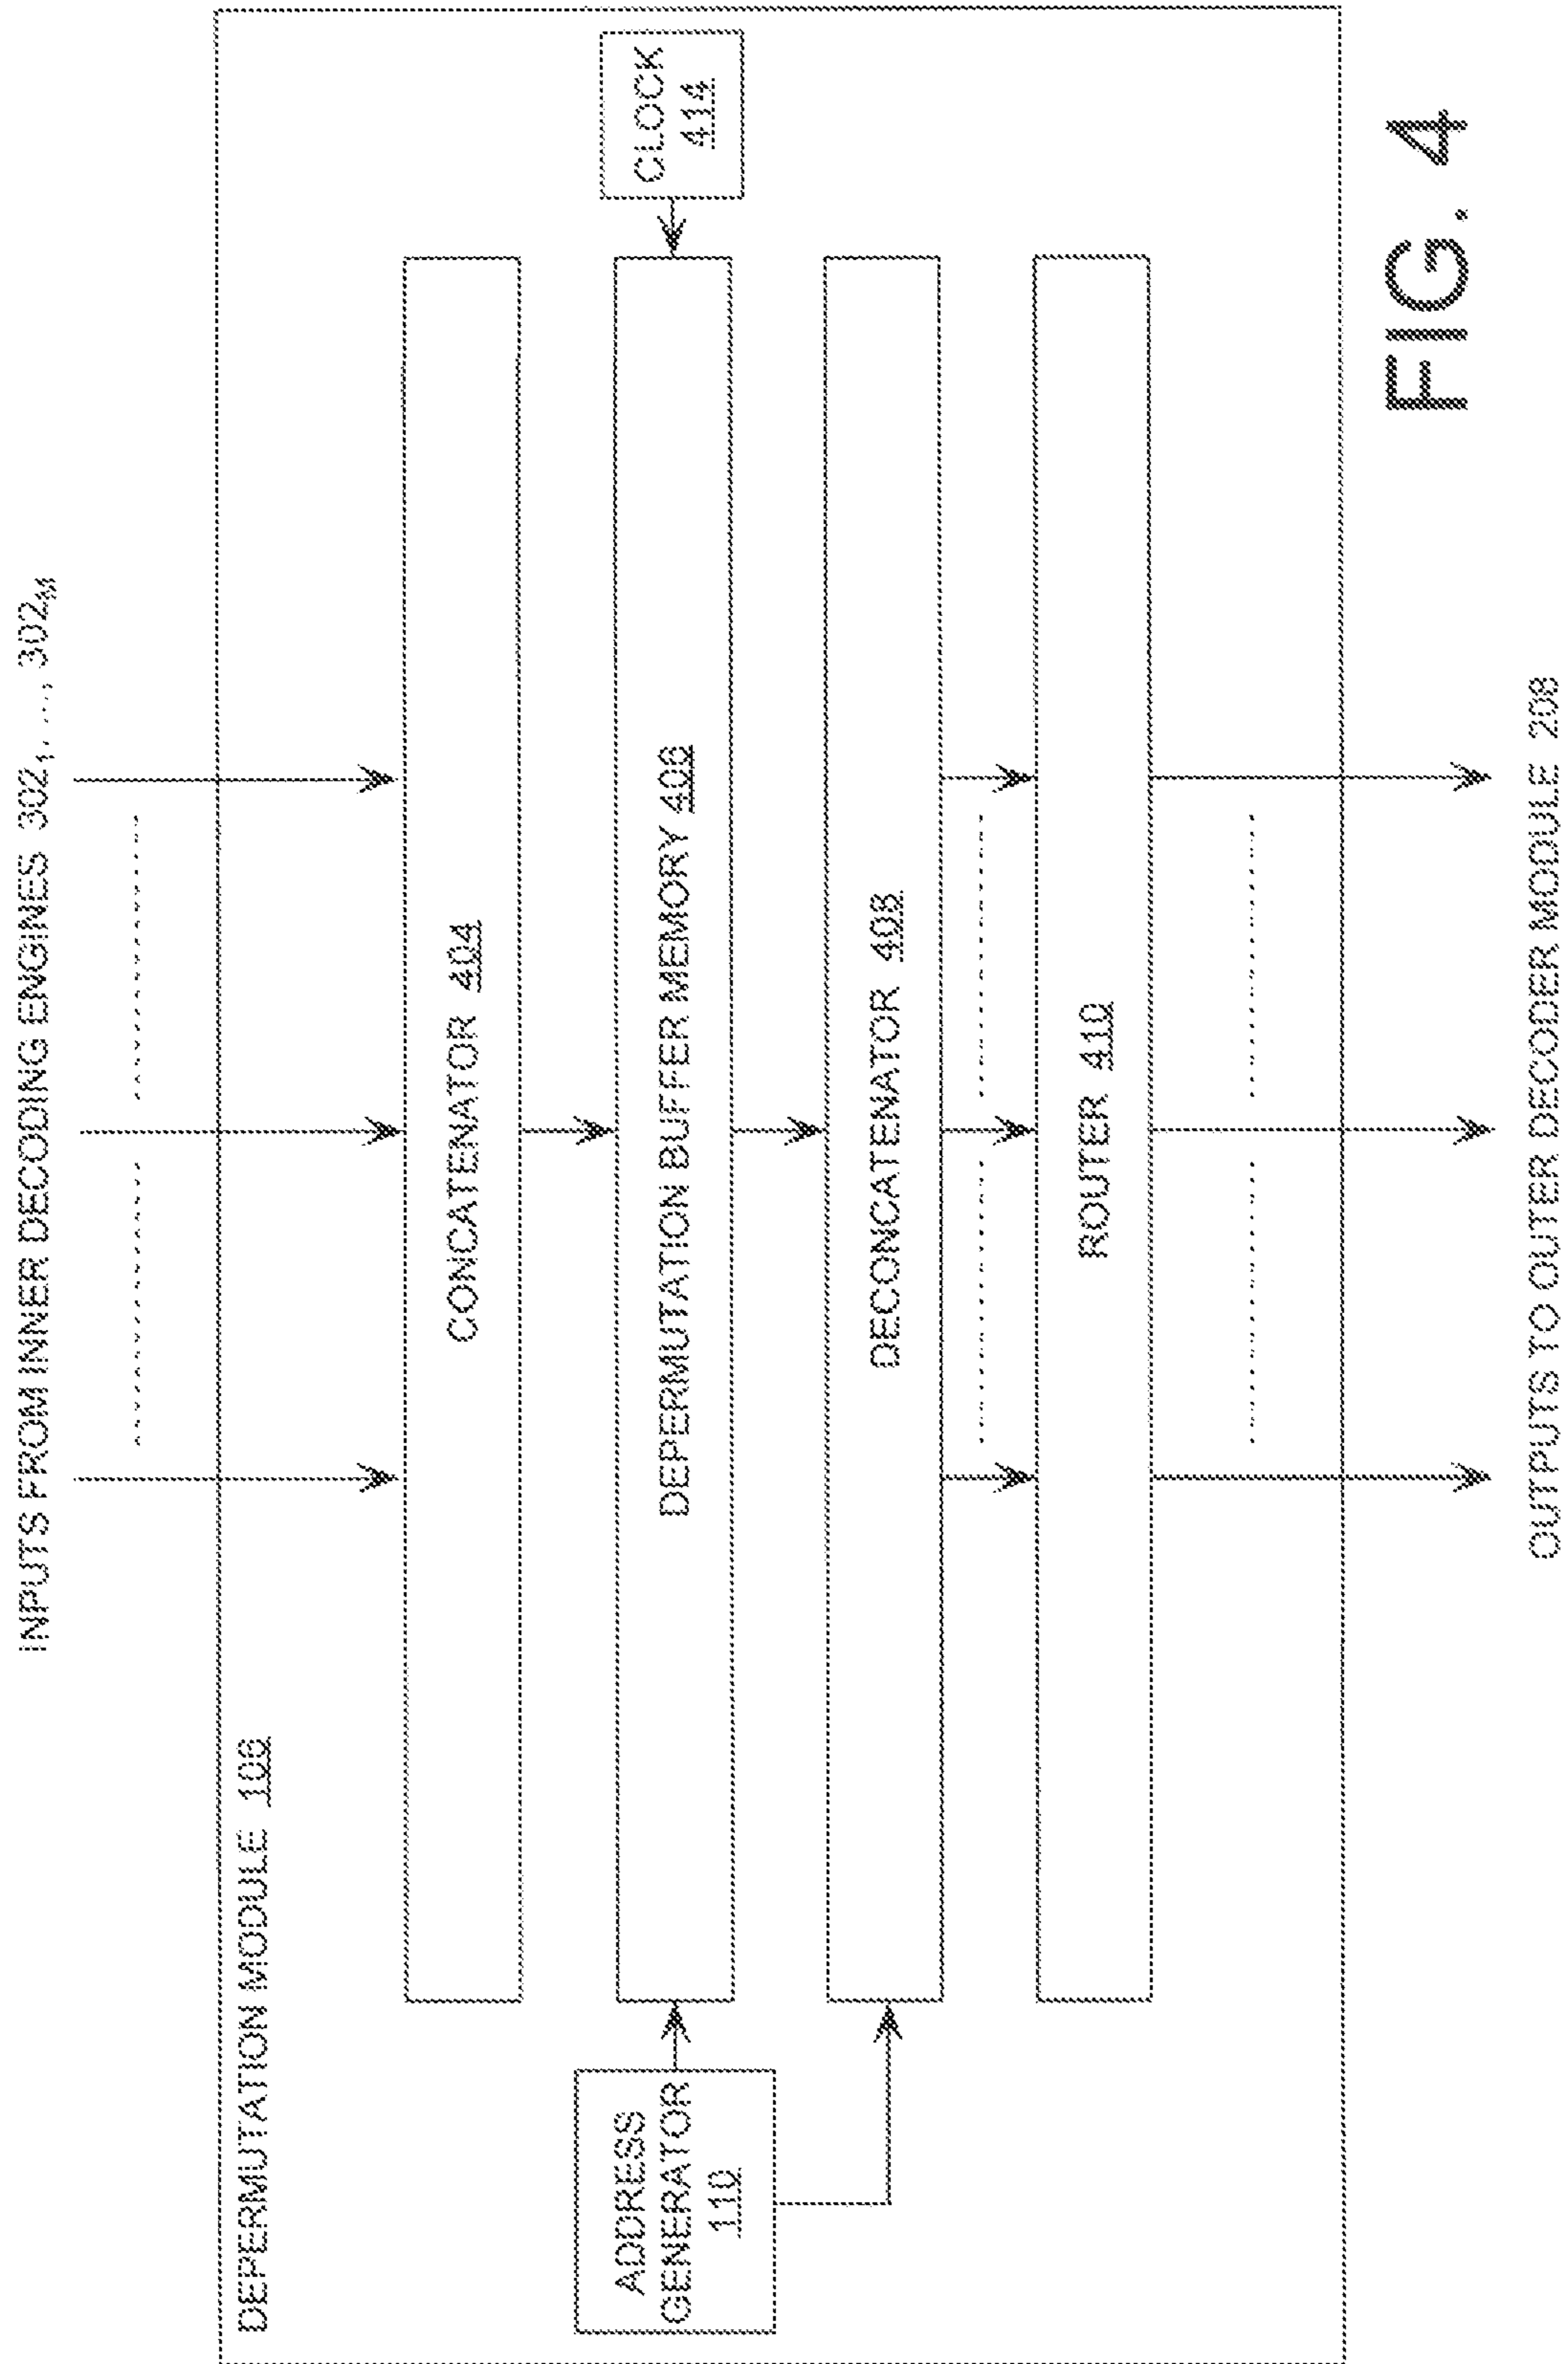 INPUTS FROM INNER DECODING ENGINES 302₁, ..., 302ₘ
DEPERMUTATION MODULE
CONCATENATOR 404
ADDRESS
GENERATOR
110
DEPERMUTATION BUFFER MEMORY 406
CLOCK
414
DECONCATENATOR 408
ROUTER 410
OUTPUTS TO OUTER DECODER MODULE 208
FIG. 4